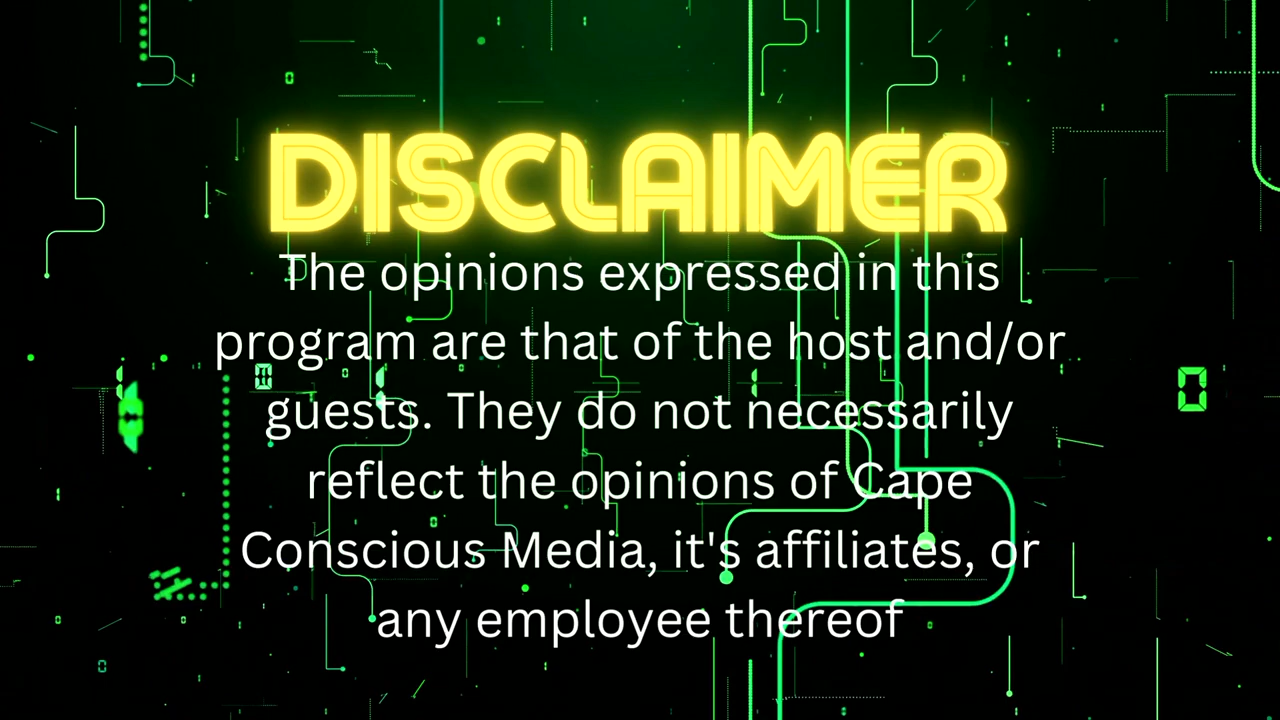 DISCLAIMER
The opinions expressed in this
program are that of the host and/or
guests. They do not necessarily
reflect the opinions of Cape
Conscious Media, it's affiliates, or
any employee thereof